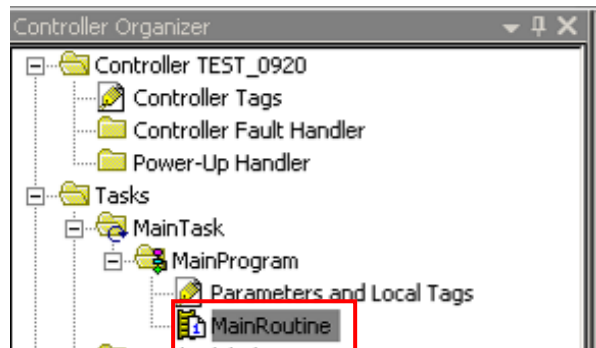 Controller Organizer
Controller TEST_0920
Controller Tags
Controller Fault Handler
Power-Up Handler
Tasks
MainTask
MainProgram
Parameters and Local Tags
MainRoutine